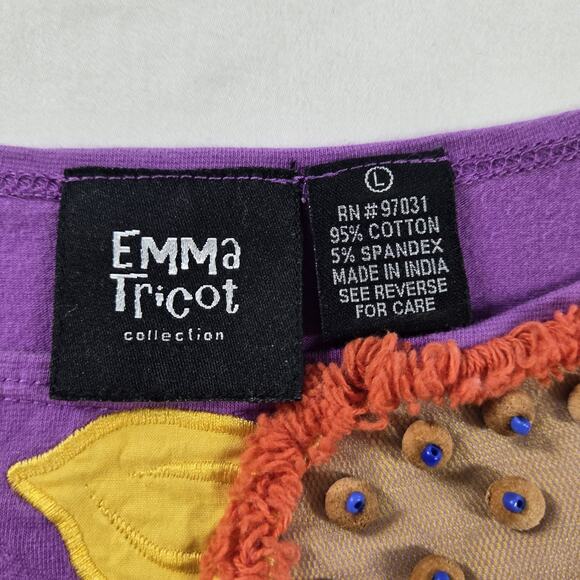 EMMa
Tricot
collection
L
RN # 97031
95% COTTON
5% SPANDEX
MADE IN INDIA
SEE REVERSE
FOR CARE